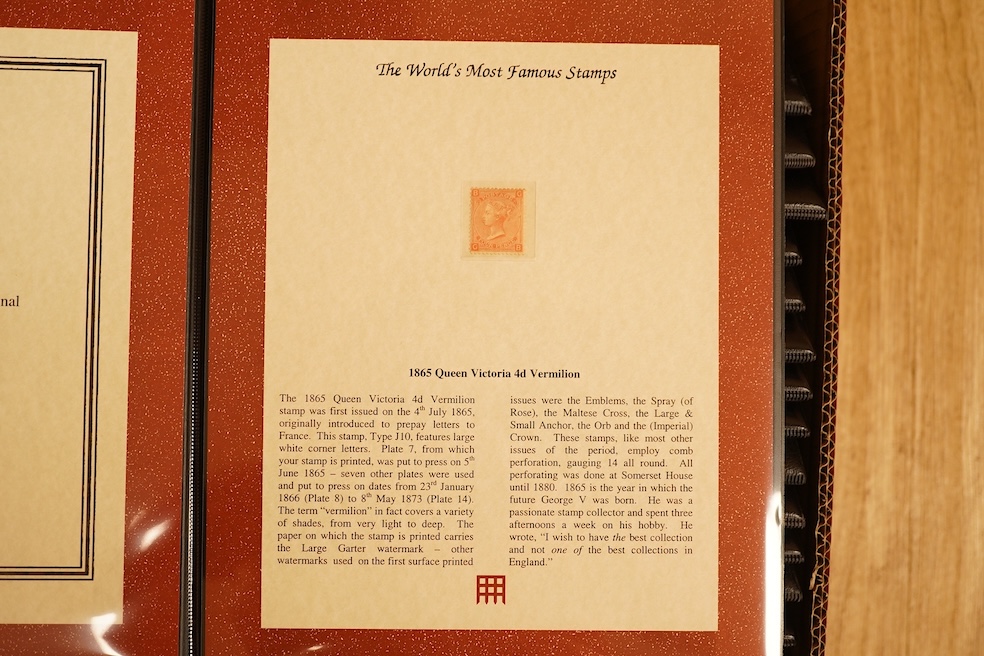 nal
The World's Most Famous Stamps
1865 Queen Victoria 4d Vermilion
The 1865 Queen Victoria 4d Vermilion
stamp was first issued on the 4th July 1865,
originally introduced to prepay letters to
France. This stamp, Type J10, features large
white corner letters. Plate 7, from which
your stamp is printed, was put to press on 5th
June 1865 – seven other plates were used
and put to press on dates from 23rd January
1866 (Plate 8) to 8th May 1873 (Plate 14).
The term "vermilion" in fact covers a variety
of shades, from very light to deep. The
paper on which the stamp is printed carries
the Large Garter watermark – other
watermarks used on the first surface printed
issues were the Emblems, the Spray (of
Rose), the Maltese Cross, the Large &
Small Anchor, the Orb and the (Imperial)
Crown. These stamps, like most other
issues of the period, employ comb
perforation, gauging 14 all round. All
perforating was done at Somerset House
until 1880. 1865 is the year in which the
future George V was born. He was a
passionate stamp collector and spent three
afternoons a week on his hobby. He
wrote, "I wish to have the best collection
and not one of the best collections in
England."